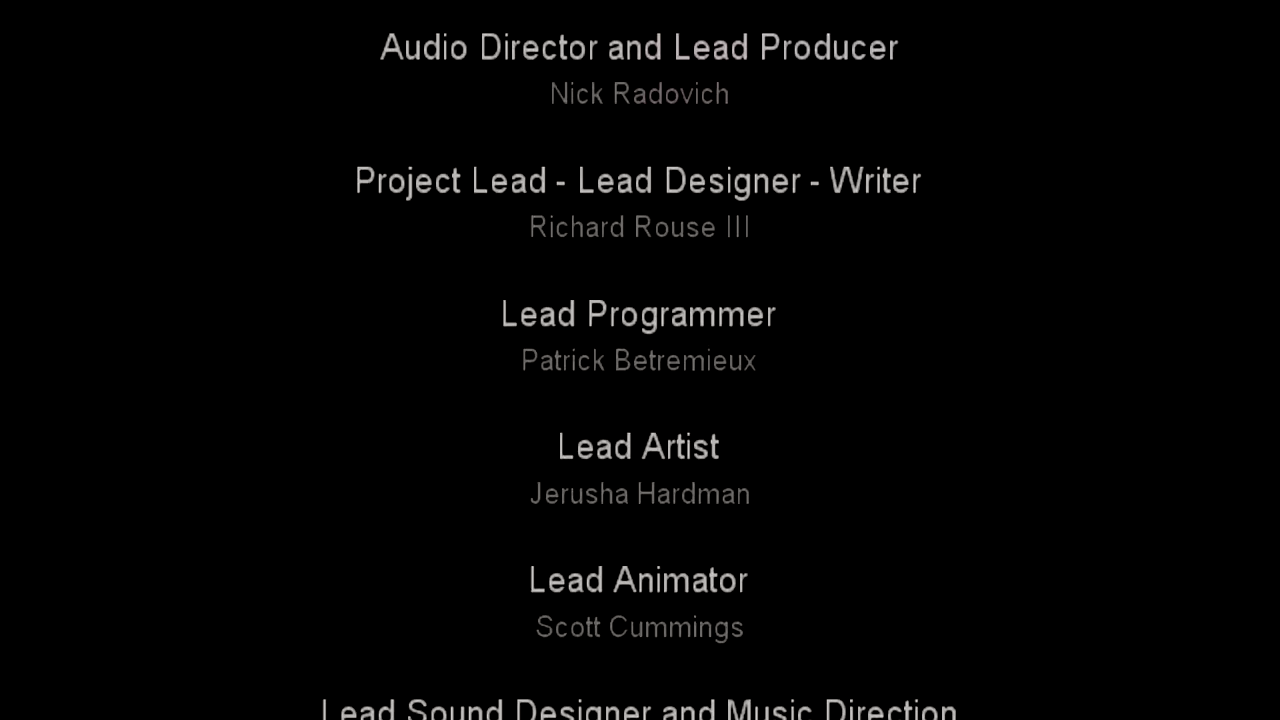 Audio Director and Lead Producer
Nick Radovich
Project Lead - Lead Designer - Writer
Richard Rouse III
Lead Programmer
Patrick Betremieux
Lead Artist
Jerusha Hardman
Lead Animator
Scott Cummings
Lead Sound Designer and Music Direction